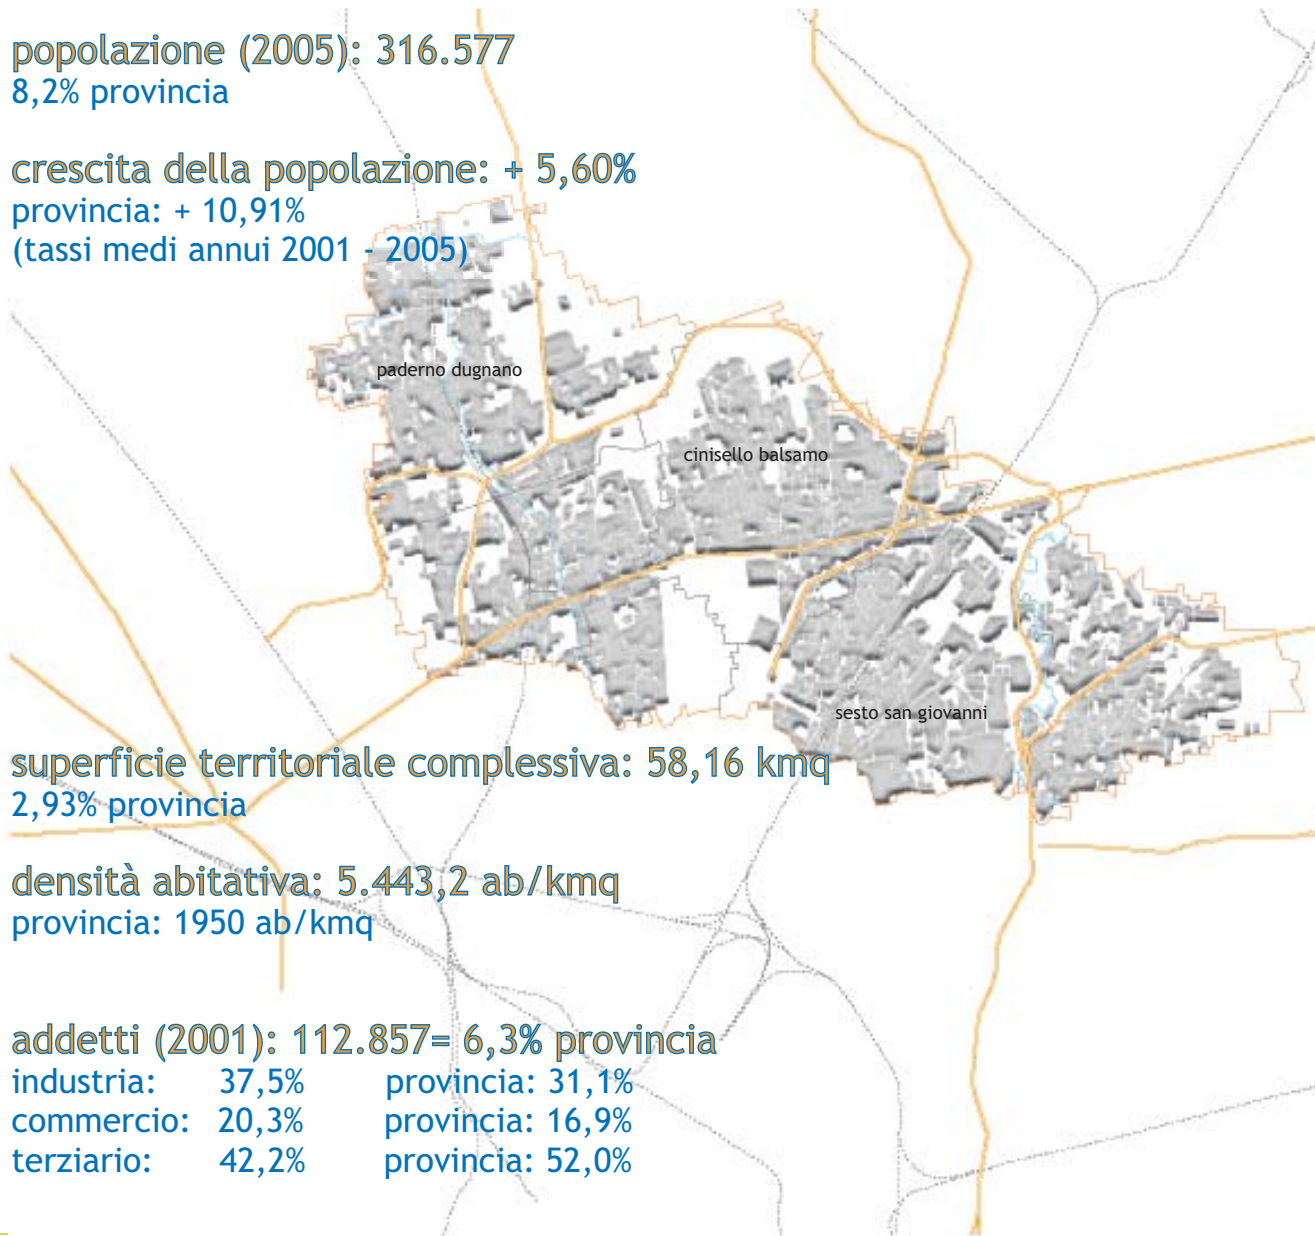 popolazione (2005): 316.577
8,2% provincia
crescita della popolazione: + 5,60%
provincia: + 10,91%
(tassi medi annui 2001 - 2005)
paderno dugnano
cinisello balsamo
sesto san giovanni
superficie territoriale complessiva: 58,16 kmq
2,93% provincia
densità abitativa: 5.443,2 ab/kmq
provincia: 1950 ab/kmq
addetti (2001): 112.857= 6,3% provincia
industria: 37,5% provincia: 31,1%
commercio: 20,3% provincia: 16,9%
terziario: 42,2% provincia: 52,0%